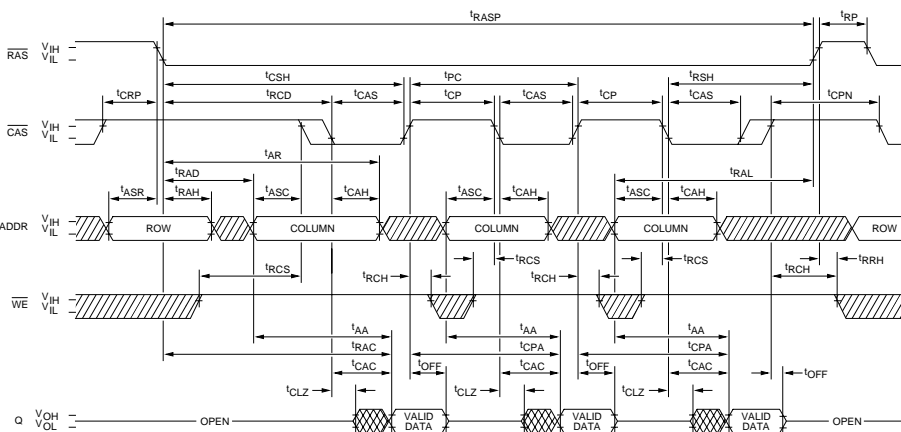 tRASP tRP
RAS VIH VIL
tCSH tPC tRSH
tCRP tRCD tCAS tCP tCAS tCP tCAS tCPN
CAS VIH VIL
tAR
tRAD tRAL
tASR tRAH tASC tCAH tASC tCAH tASC tCAH
ADDR VIH VIL ROW COLUMN COLUMN COLUMN ROW
tRCS tRCH tRCS tRCH tRCS tRCH tRRH
WE VIH VIL
tAA tAA tAA
tRAC tCPA tCPA
tCAC tOFF tCAC tOFF tCAC tOFF
tCLZ tCLZ tCLZ
Q VOH VOL OPEN VALID DATA VALID DATA VALID DATA OPEN